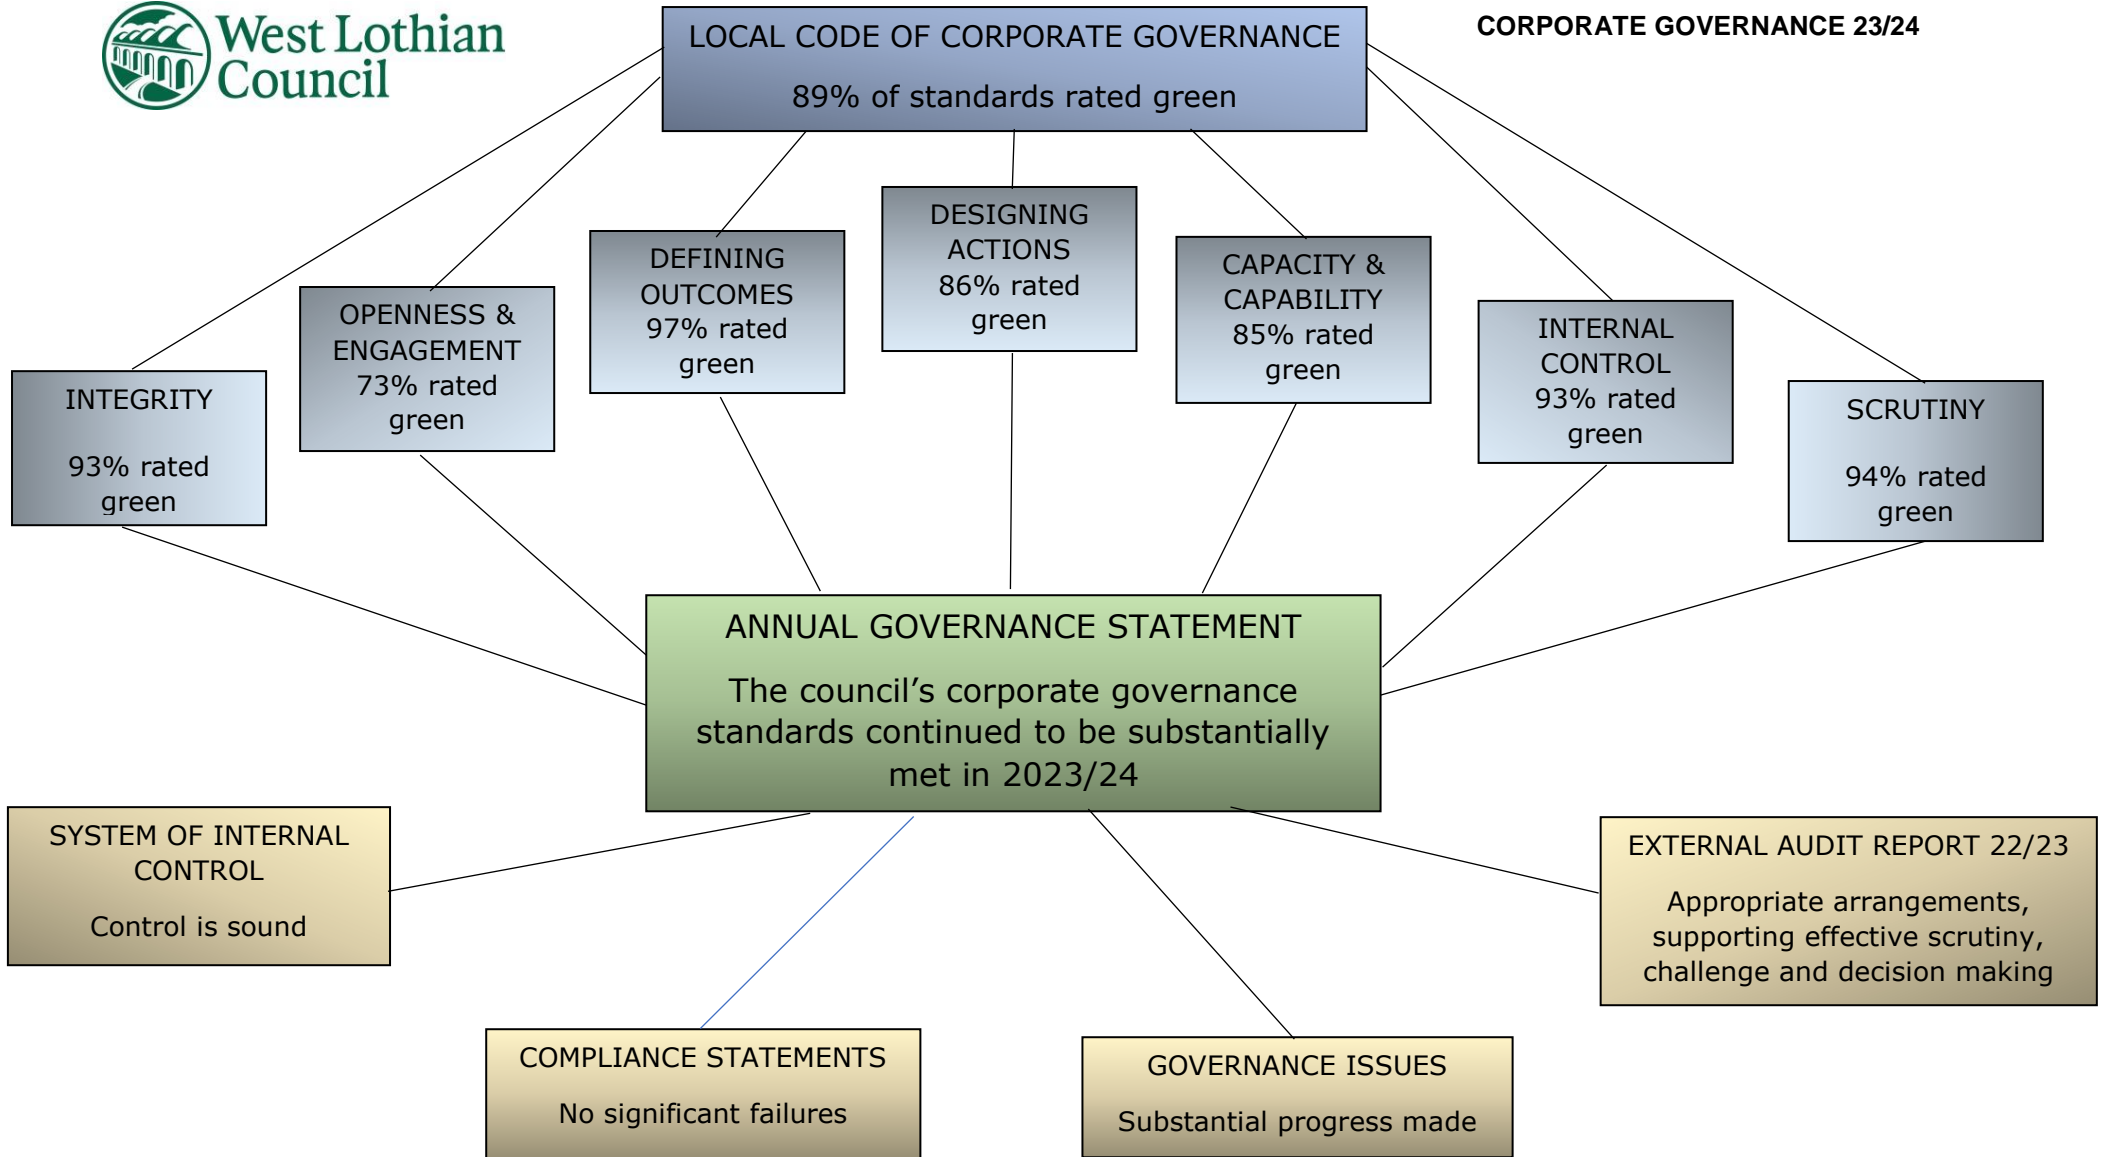 West Lothian
Council
LOCAL CODE OF CORPORATE GOVERNANCE
89% of standards rated green
CORPORATE GOVERNANCE 23/24
INTEGRITY
93% rated
green
OPENNESS &
ENGAGEMENT
73% rated
green
DEFINING
OUTCOMES
97% rated
green
DESIGNING
ACTIONS
86% rated
green
CAPACITY &
CAPABILITY
85% rated
green
INTERNAL
CONTROL
93% rated
green
SCRUTINY
94% rated
green
ANNUAL GOVERNANCE STATEMENT
The council’s corporate governance
standards continued to be substantially
met in 2023/24
SYSTEM OF INTERNAL
CONTROL
Control is sound
COMPLIANCE STATEMENTS
No significant failures
GOVERNANCE ISSUES
Substantial progress made
EXTERNAL AUDIT REPORT 22/23
Appropriate arrangements,
supporting effective scrutiny,
challenge and decision making